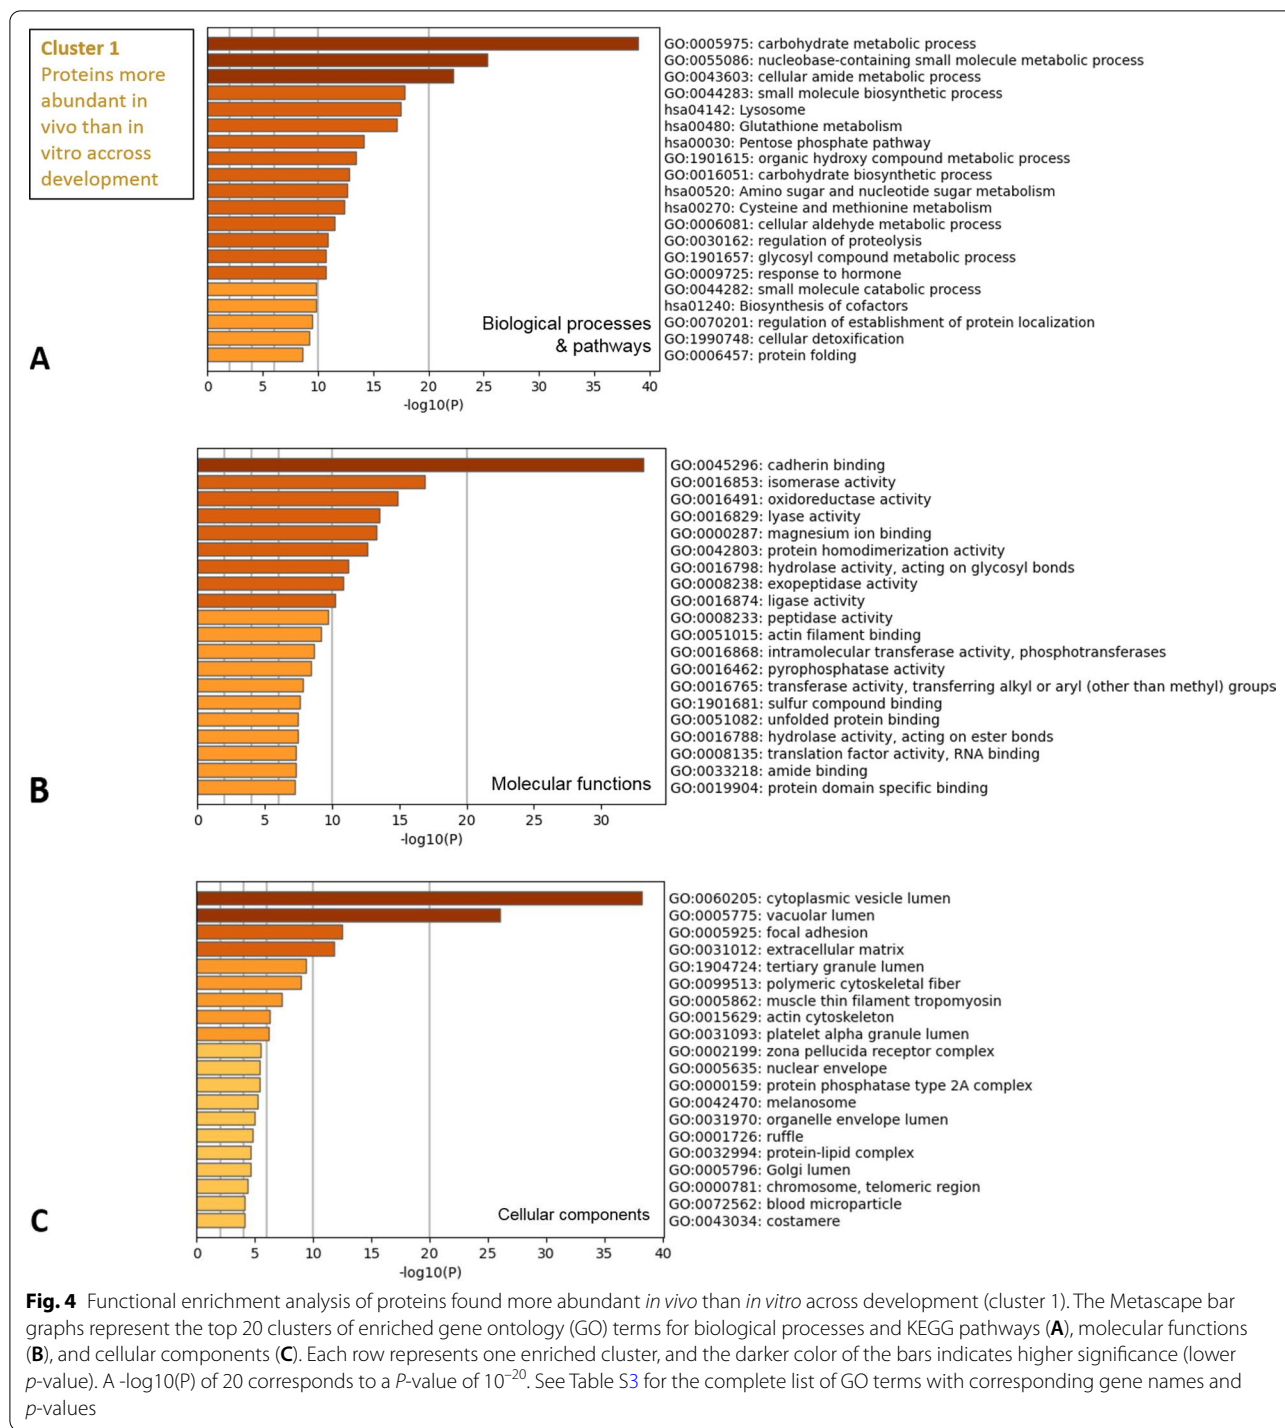 Cluster 1
Proteins more
abundant in
vivo than in
vitro accross
development
GO:0005975: carbohydrate metabolic process
GO:0055086: nucleobase-containing small molecule metabolic process
GO:0043603: cellular amide metabolic process
GO:0044283: small molecule biosynthetic process
hsa04142: Lysosome
hsa00480: Glutathione metabolism
hsa00030: Pentose phosphate pathway
GO:1901615: organic hydroxy compound metabolic process
GO:0016051: carbohydrate biosynthetic process
hsa00520: Amino sugar and nucleotide sugar metabolism
hsa00270: Cysteine and methionine metabolism
GO:0006081: cellular aldehyde metabolic process
GO:0030162: regulation of proteolysis
GO:1901657: glycosyl compound metabolic process
GO:0009725: response to hormone
GO:0044282: small molecule catabolic process
hsa01240: Biosynthesis of cofactors
GO:0070201: regulation of establishment of protein localization
GO:1990748: cellular detoxification
GO:0006457: protein folding
Biological processes
& pathways
A
0 5 10 15 20 25 30 35 40
-log10(P)
GO:0045296: cadherin binding
GO:0016853: isomerase activity
GO:0016491: oxidoreductase activity
GO:0016829: lyase activity
GO:0000287: magnesium ion binding
GO:0042803: protein homodimerization activity
GO:0016798: hydrolase activity, acting on glycosyl bonds
GO:0008238: exopeptidase activity
GO:0016874: ligase activity
GO:0008233: peptidase activity
GO:0051015: actin filament binding
GO:0016868: intramolecular transferase activity, phosphotransferases
GO:0016462: pyrophosphatase activity
GO:0016765: transferase activity, transferring alkyl or aryl (other than methyl) groups
GO:1901681: sulfur compound binding
GO:0051082: unfolded protein binding
GO:0016788: hydrolase activity, acting on ester bonds
GO:0008135: translation factor activity, RNA binding
GO:0033218: amide binding
GO:0019904: protein domain specific binding
Molecular functions
B
0 5 10 15 20 25 30
-log10(P)
GO:0060205: cytoplasmic vesicle lumen
GO:0005775: vacuolar lumen
GO:0005925: focal adhesion
GO:0031012: extracellular matrix
GO:1904724: tertiary granule lumen
GO:0099513: polymeric cytoskeletal fiber
GO:0005862: muscle thin filament tropomyosin
GO:0015629: actin cytoskeleton
GO:0031093: platelet alpha granule lumen
GO:0002199: zona pellucida receptor complex
GO:0005635: nuclear envelope
GO:0000159: protein phosphatase type 2A complex
GO:0042470: melanosome
GO:0031970: organelle envelope lumen
GO:0001726: ruffle
GO:0032994: protein-lipid complex
GO:0005796: Golgi lumen
GO:0000781: chromosome, telomeric region
GO:0072562: blood microparticle
GO:0043034: costamere
Cellular components
C
0 5 10 15 20 25 30 35 40
-log10(P)
Fig. 4 Functional enrichment analysis of proteins found more abundant in vivo than in vitro across development (cluster 1). The Metascape bar
graphs represent the top 20 clusters of enriched gene ontology (GO) terms for biological processes and KEGG pathways (A), molecular functions
(B), and cellular components (C). Each row represents one enriched cluster, and the darker color of the bars indicates higher significance (lower
p-value). A -log10(P) of 20 corresponds to a P-value of 10⁻²⁰. See Table S3 for the complete list of GO terms with corresponding gene names and
p-values